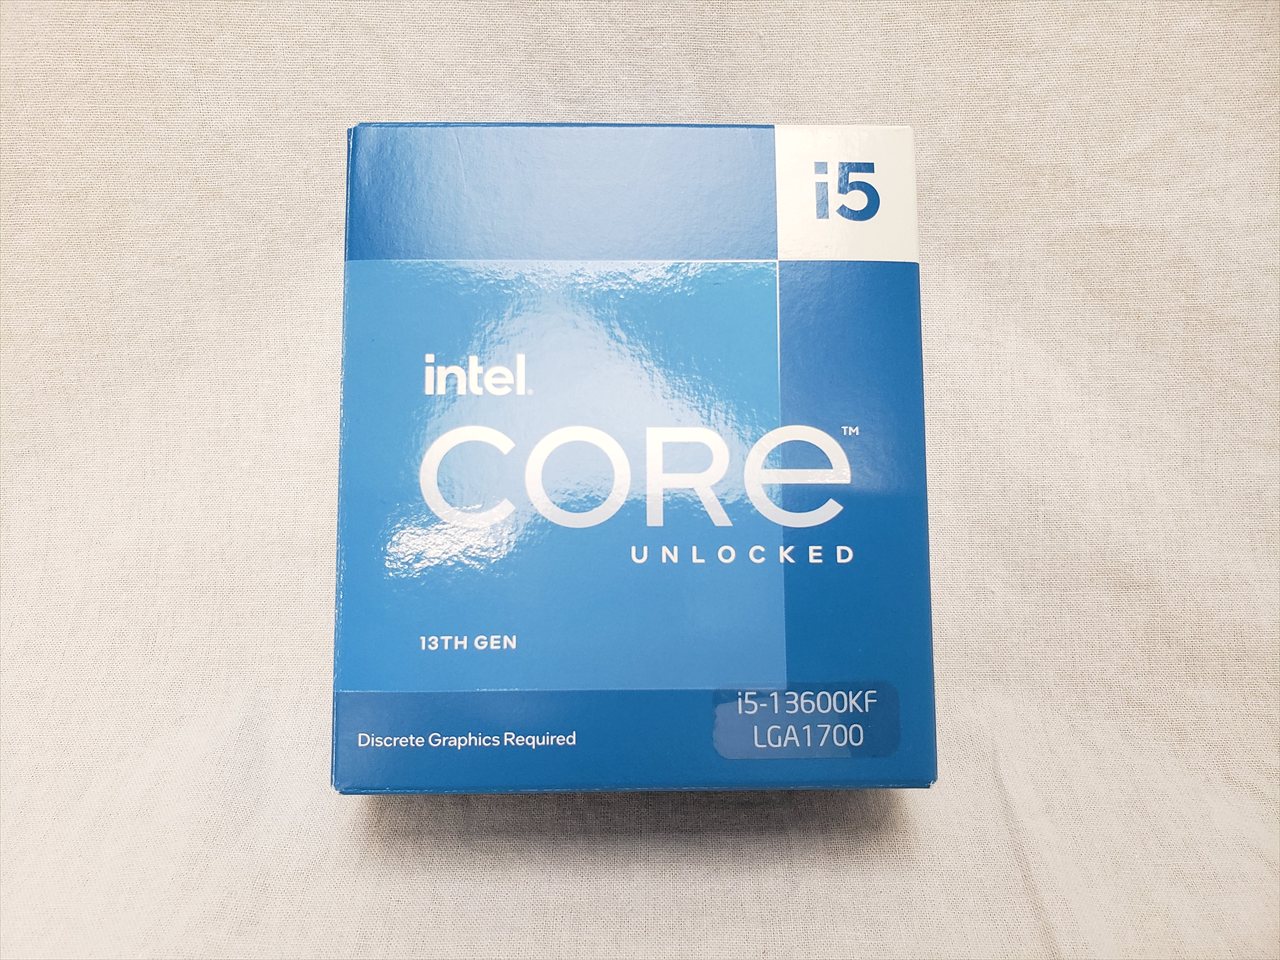 i5
intel.
CORe™
UNLOCKED
13TH GEN
i5-13600KF
LGA1700
Discrete Graphics Required